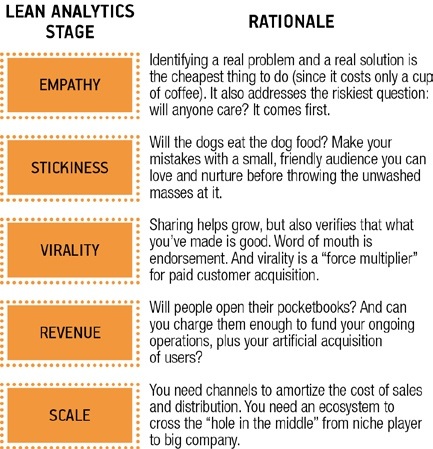 LEAN ANALYTICS
STAGE
RATIONALE
EMPATHY
Identifying a real problem and a real solution is
the cheapest thing to do (since it costs only a cup
of coffee). It also addresses the riskiest question:
will anyone care? It comes first.
STICKINESS
Will the dogs eat the dog food? Make your
mistakes with a small, friendly audience you can
love and nurture before throwing the unwashed
masses at it.
VIRALITY
Sharing helps grow, but also verifies that what
you’ve made is good. Word of mouth is
endorsement. And virality is a “force multiplier”
for paid customer acquisition.
REVENUE
Will people open their pocketbooks? And can
you charge them enough to fund your ongoing
operations, plus your artificial acquisition
of users?
SCALE
You need channels to amortize the cost of sales
and distribution. You need an ecosystem to
cross the “hole in the middle” from niche player
to big company.